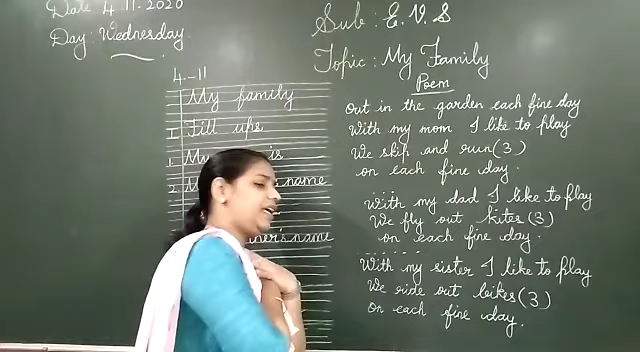 Date 4.11.2020
Day: Wednesday
Sub: E.V.S
Topic: My Family
4-11
My family
I Fill ups
1. My is
2. name
name
Poem
out in the garden each fine day
With my mom I like to play
We skip and run(3)
on each fine day.
With my dad I like to play
We fly out kites(3)
on each fine day.
With my sister I like to play
We ride out bikes(3)
on each fine day.